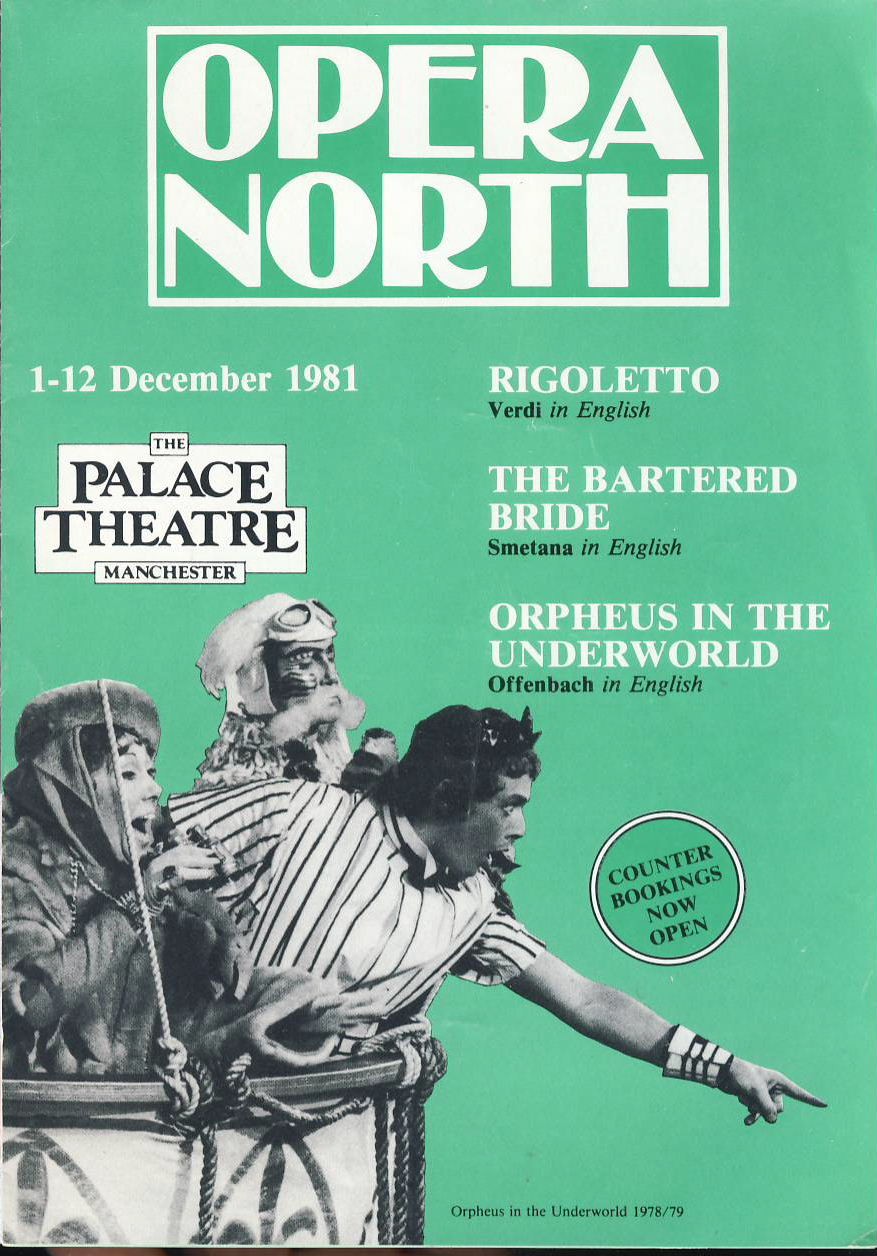 OPERA
NORTH
1-12 December 1981
THE
PALACE
THEATRE
MANCHESTER
RIGOLETTO
Verdi in English
THE BARTERED
BRIDE
Smetana in English
ORPHEUS IN THE
UNDERWORLD
Offenbach in English
COUNTER
BOOKINGS
NOW
OPEN
Orpheus in the Underworld 1978/79